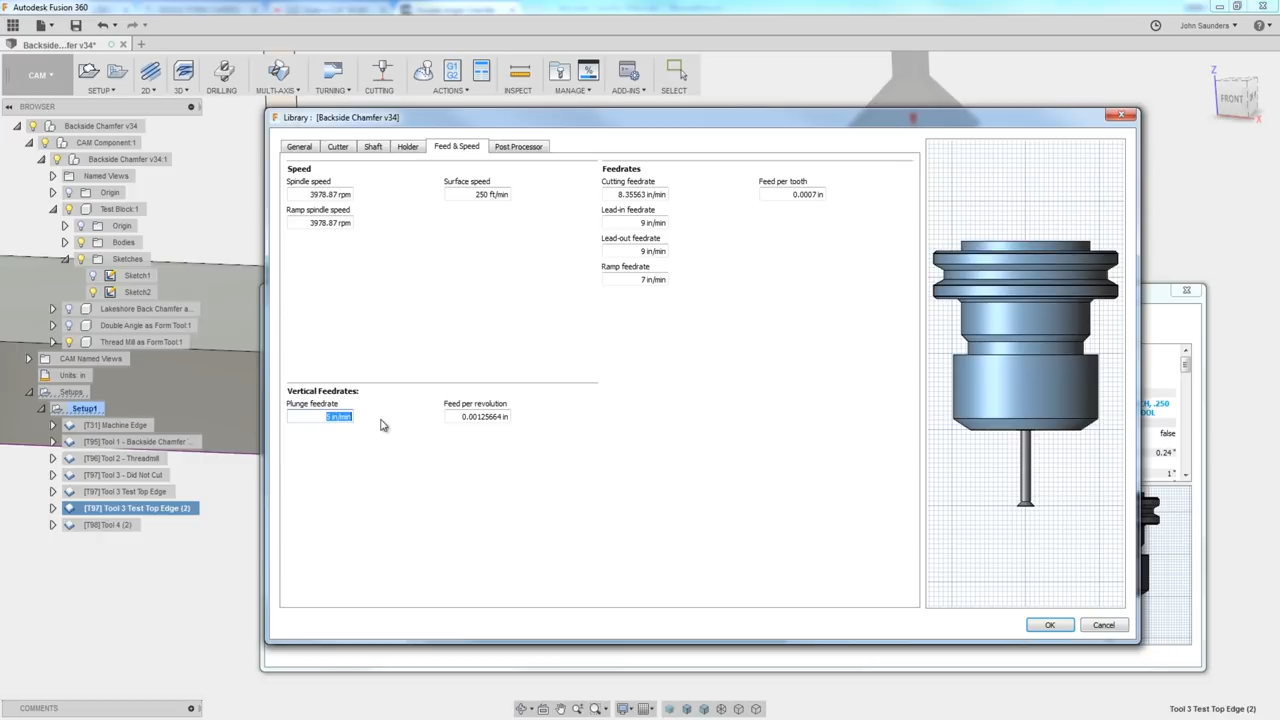 Autodesk Fusion 360
John Saunders
Backside...fer v34*
CAM
SETUP
2D
3D
DRILLING
MULTI-AXIS
TURNING
CUTTING
G1
G2
ACTIONS
INSPECT
MANAGE
ADD-INS
SELECT
BROWSER
Backside Chamfer v34
CAM Component:1
Backside Chamfer v34:1
Named Views
Origin
Test Block:1
Origin
Bodies
Sketches
Sketch1
Sketch2
Lakeshore Back Chamfer a...
Double Angle as Form Tool:1
Thread Mill as Form Tool:1
CAM Named Views
Units: in
Setups
Setup1
[T31] Machine Edge
[T95] Tool 1 - Backside Chamfer ...
[T96] Tool 2 - Threadmill
[T97] Tool 3 - Did Not Cut
[T97] Tool 3 Test Top Edge
[T97] Tool 3 Test Top Edge (2)
[T98] Tool 4 (2)
Library : [Backside Chamfer v34]
General
Cutter
Shaft
Holder
Feed & Speed
Post Processor
Speed
Spindle speed
3978.87 rpm
Surface speed
250 ft/min
Ramp spindle speed
3978.87 rpm
Feedrates
Cutting feedrate
8.35563 in/min
Feed per tooth
0.0007 in
Lead-in feedrate
9 in/min
Lead-out feedrate
9 in/min
Ramp feedrate
7 in/min
Vertical Feedrates:
Plunge feedrate
5 in/min
Feed per revolution
0.00125664 in
OK
Cancel
CH, .250
TOOL
false
0.24"
1"
FRONT
Z
X
COMMENTS
Tool 3 Test Top Edge (2)